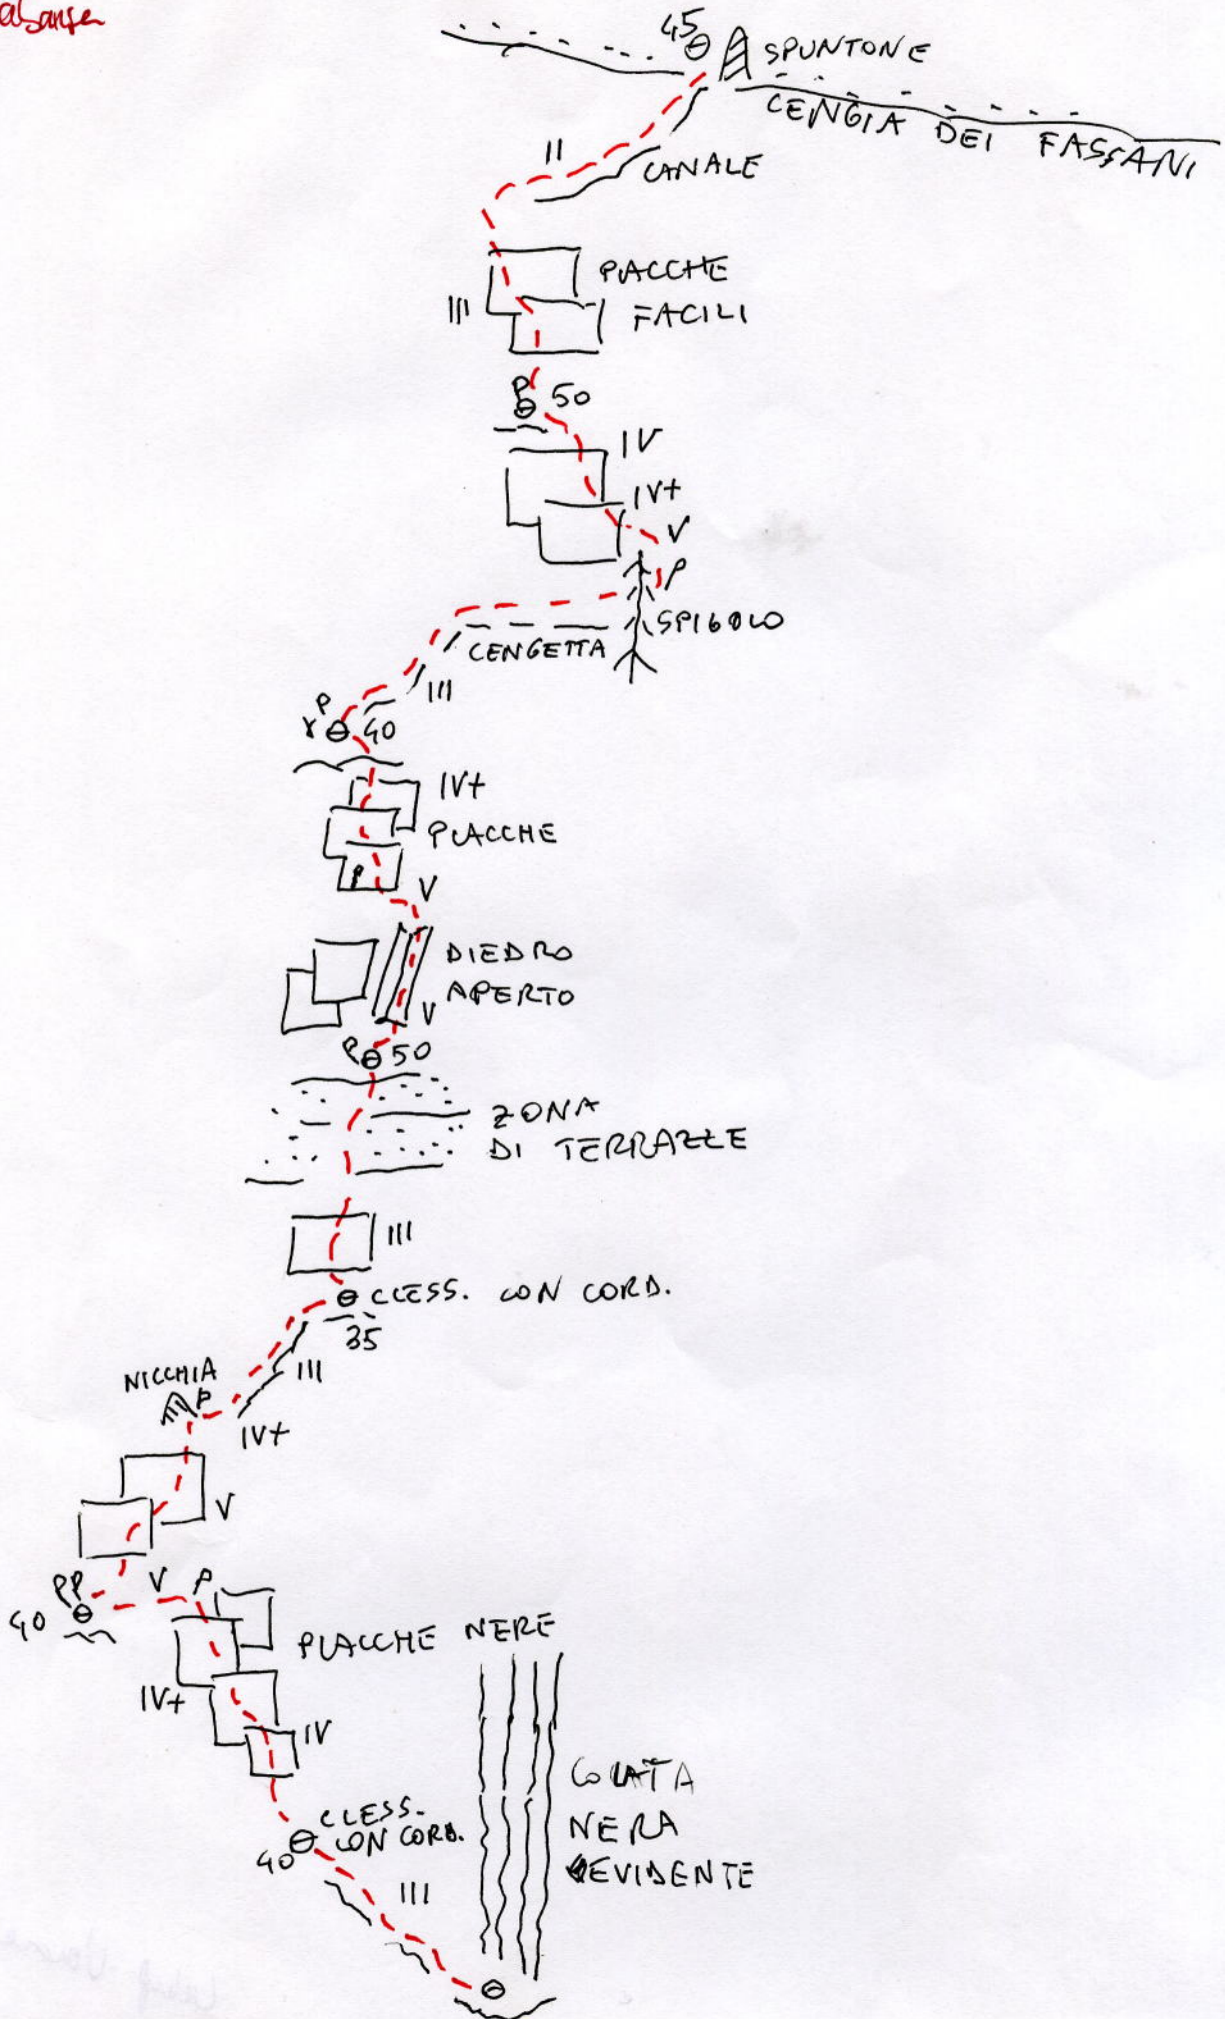 45
SPUNTONE
CENGIA DEI FASSANI
II
CANALE
PLACCHE
III
FACILI
P
50
IV
IV+
V
P
SPIGOLO
CENGETTA
III
P
40
IV+
PLACCHE
P
V
DIEDRO
APERTO
V
P 50
ZONA
DI TERRAZZE
III
CLESS. CON CORD.
35
NICCHIA
III
P
IV+
V
PP
V
P
40
PLACCHE NERE
IV+
IV
COLATA
CLESS.
CON CORD.
NERA
40
EVIDENTE
III